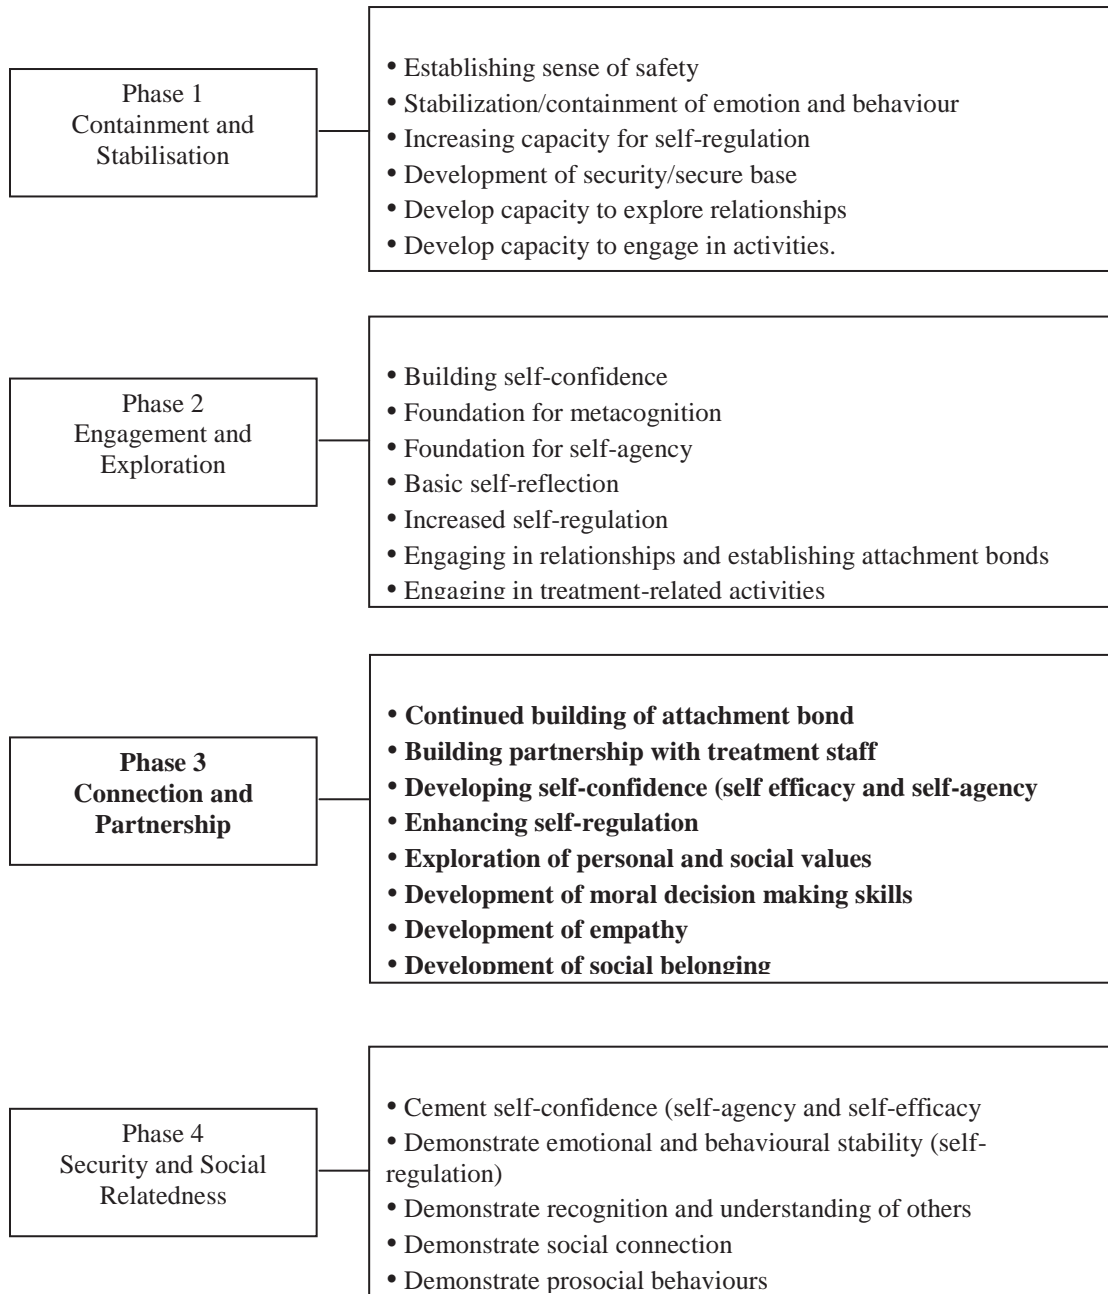 Phase 1
Containment and
Stabilisation
• Establishing sense of safety
• Stabilization/containment of emotion and behaviour
• Increasing capacity for self-regulation
• Development of security/secure base
• Develop capacity to explore relationships
• Develop capacity to engage in activities.
Phase 2
Engagement and
Exploration
• Building self-confidence
• Foundation for metacognition
• Foundation for self-agency
• Basic self-reflection
• Increased self-regulation
• Engaging in relationships and establishing attachment bonds
• Engaging in treatment-related activities
Phase 3
Connection and
Partnership
• Continued building of attachment bond
• Building partnership with treatment staff
• Developing self-confidence (self efficacy and self-agency
• Enhancing self-regulation
• Exploration of personal and social values
• Development of moral decision making skills
• Development of empathy
• Development of social belonging
Phase 4
Security and Social
Relatedness
• Cement self-confidence (self-agency and self-efficacy
• Demonstrate emotional and behavioural stability (self-
regulation)
• Demonstrate recognition and understanding of others
• Demonstrate social connection
• Demonstrate prosocial behaviours